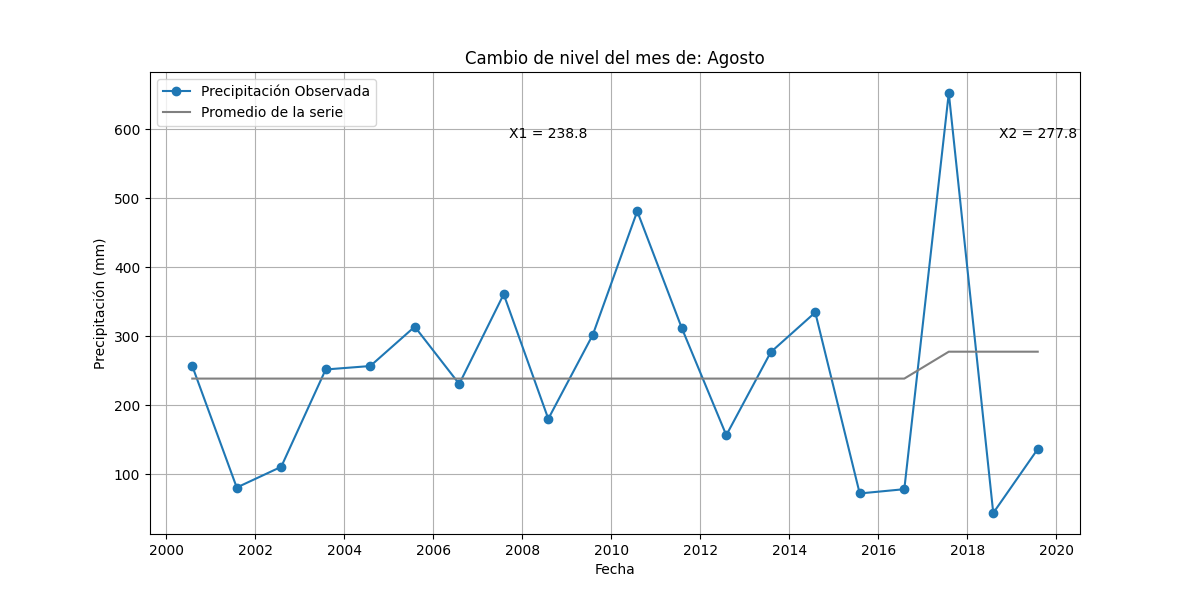 Cambio de nivel del mes de: Agosto
Precipitación Observada
Promedio de la serie
X1 = 238.8
X2 = 277.8
Precipitación (mm)
600
500
400
300
200
100
2000 2002 2004 2006 2008 2010 2012 2014 2016 2018 2020
Fecha